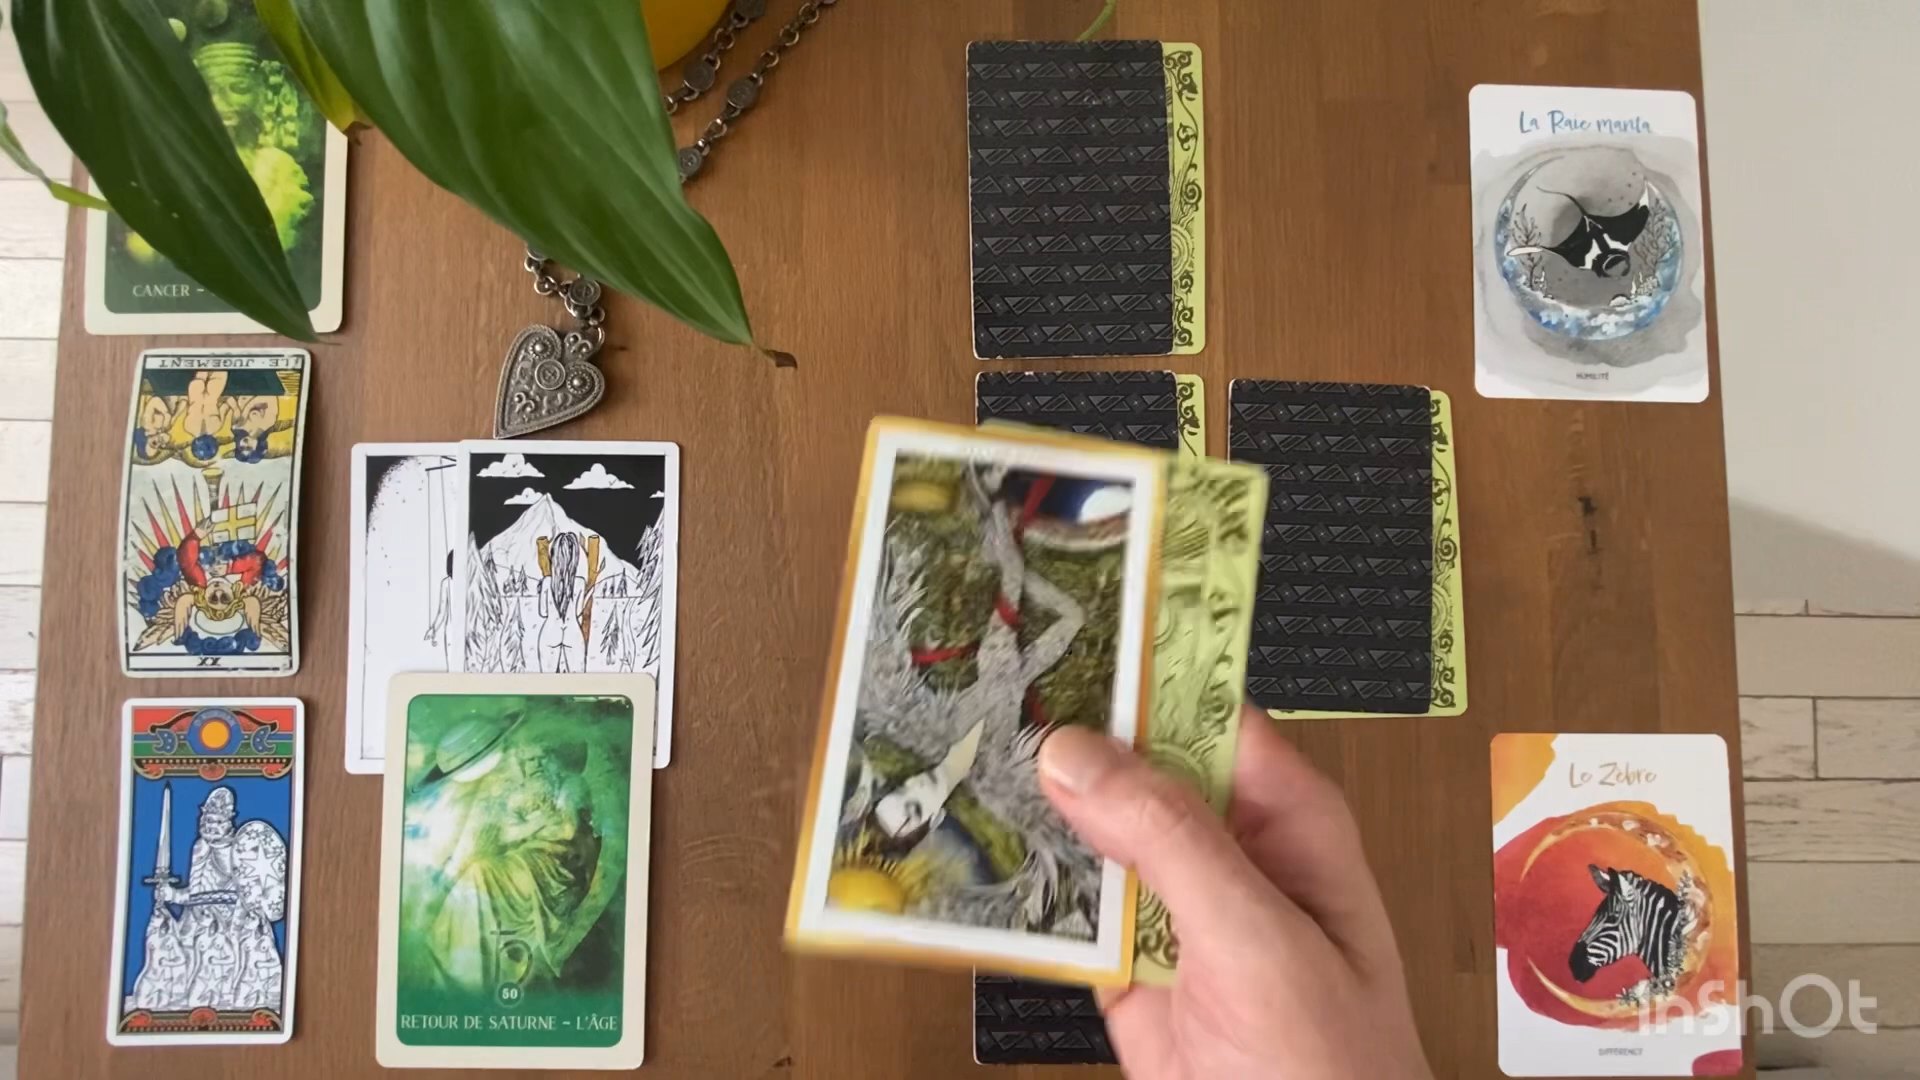 CANCER -
LE · JUGEMENT
XX
50
RETOUR DE SATURNE - L'ÂGE
La Raie manta
HUMILITÉ
Le Zèbre
DIFFÉRENCE
InShOt